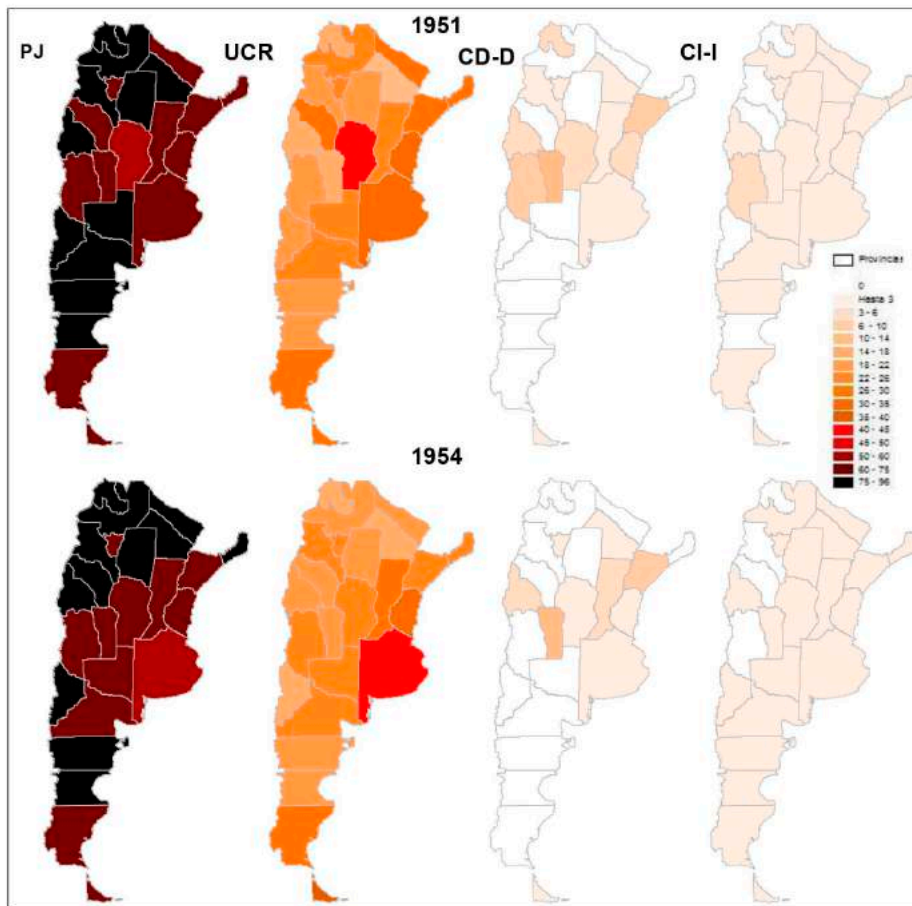 1951
PJ
UCR
CD-D
CI-I
Provincias
0
Hasta 3
3 - 6
6 - 10
10 - 14
14 - 18
18 - 22
22 - 26
26 - 30
30 - 35
35 - 40
40 - 45
45 - 50
50 - 60
60 - 75
75 - 96
1954